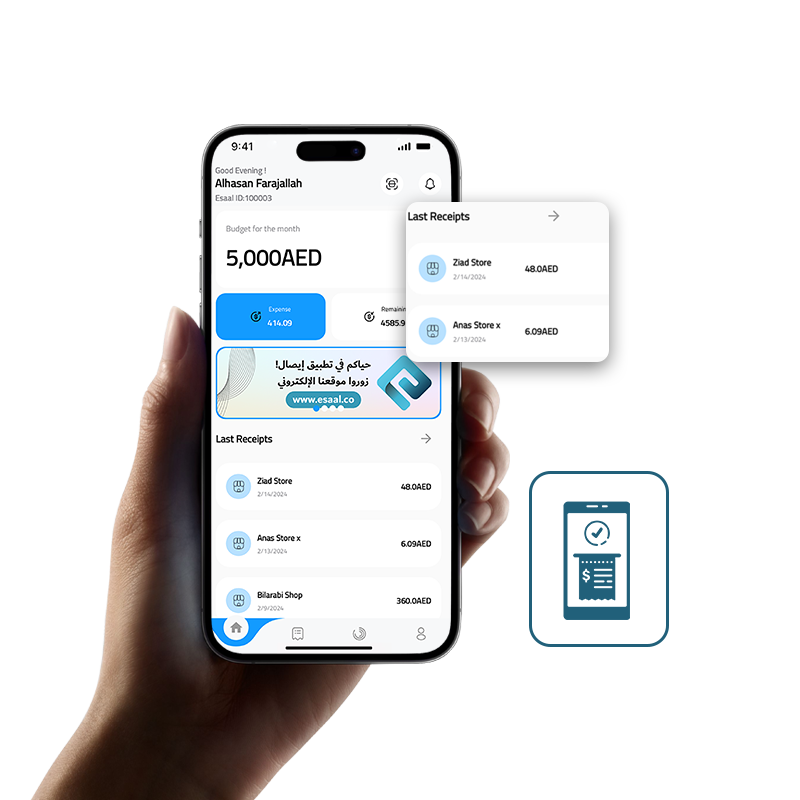 9:41
Good Evening !
Alhasan Farajallah
Esaal ID:100003
Budget for the month
5,000AED
Expense
414.09
Remainin
4585.9
حياكم في تطبيق إيصال!
زوروا موقعنا الإلكتروني
www.esaal.co
Last Receipts
Ziad Store
2/14/2024
48.0AED
Anas Store x
2/13/2024
6.09AED
Bilarabi Shop
2/9/2024
360.0AED
Last Receipts
Ziad Store
2/14/2024
48.0AED
Anas Store x
2/13/2024
6.09AED
$